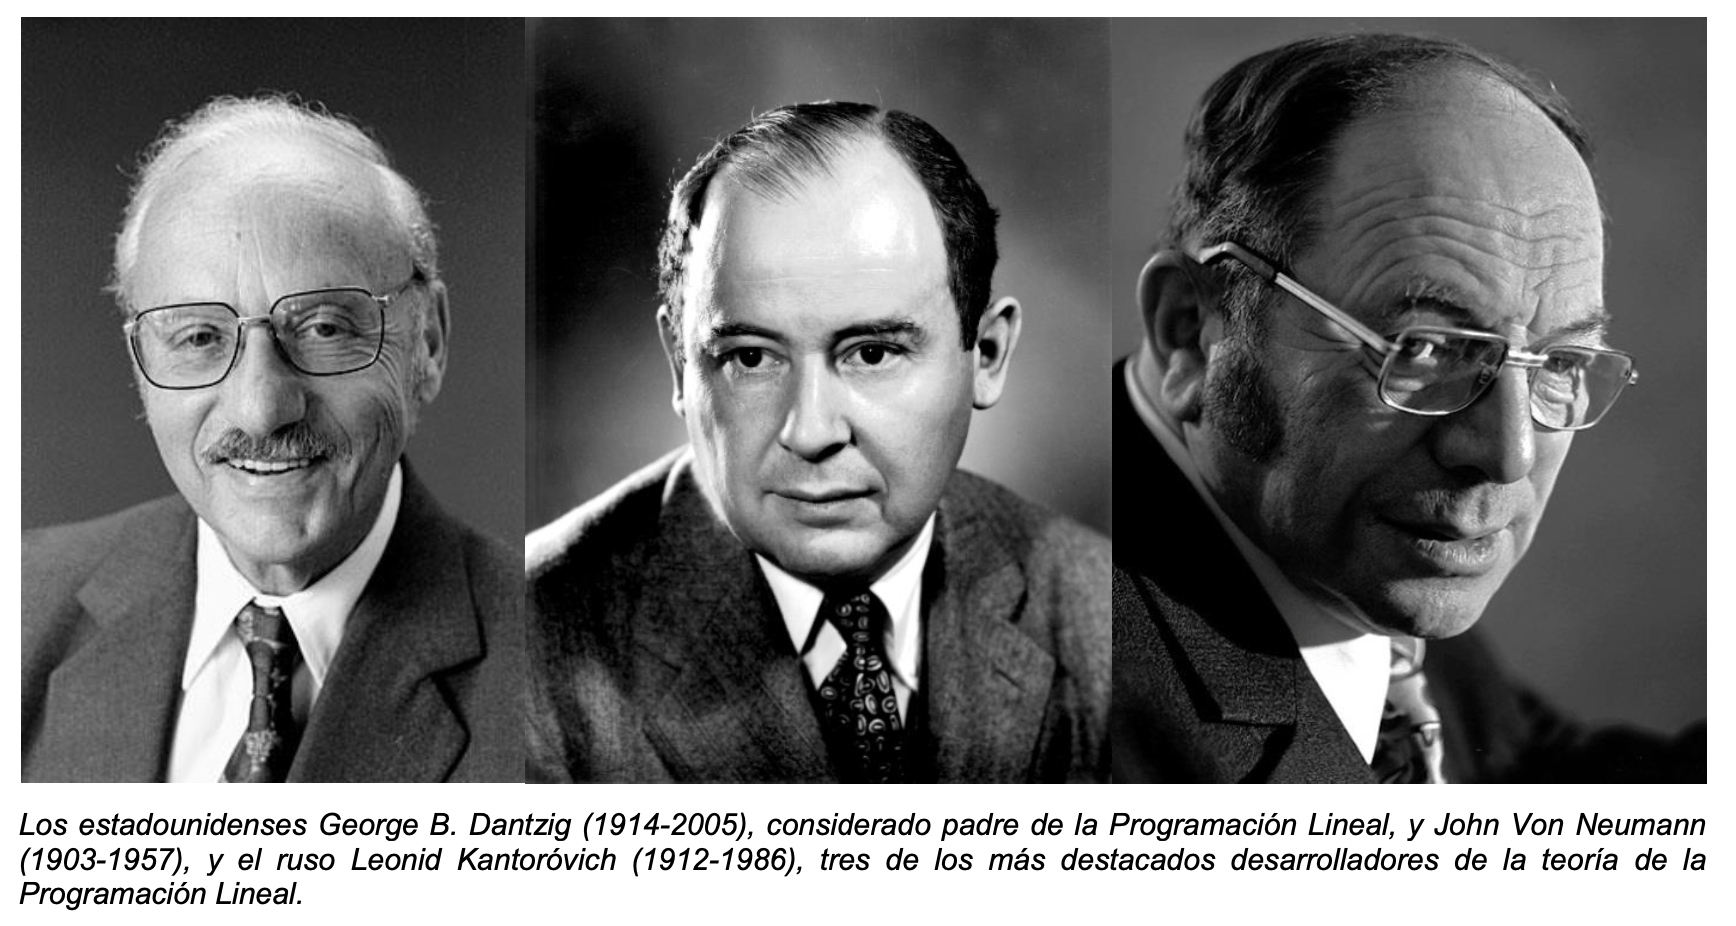 Los estadounidenses George B. Dantzig (1914-2005), considerado padre de la Programación Lineal, y John Von Neumann
(1903-1957), y el ruso Leonid Kantoróvich (1912-1986), tres de los más destacados desarrolladores de la teoría de la
Programación Lineal.